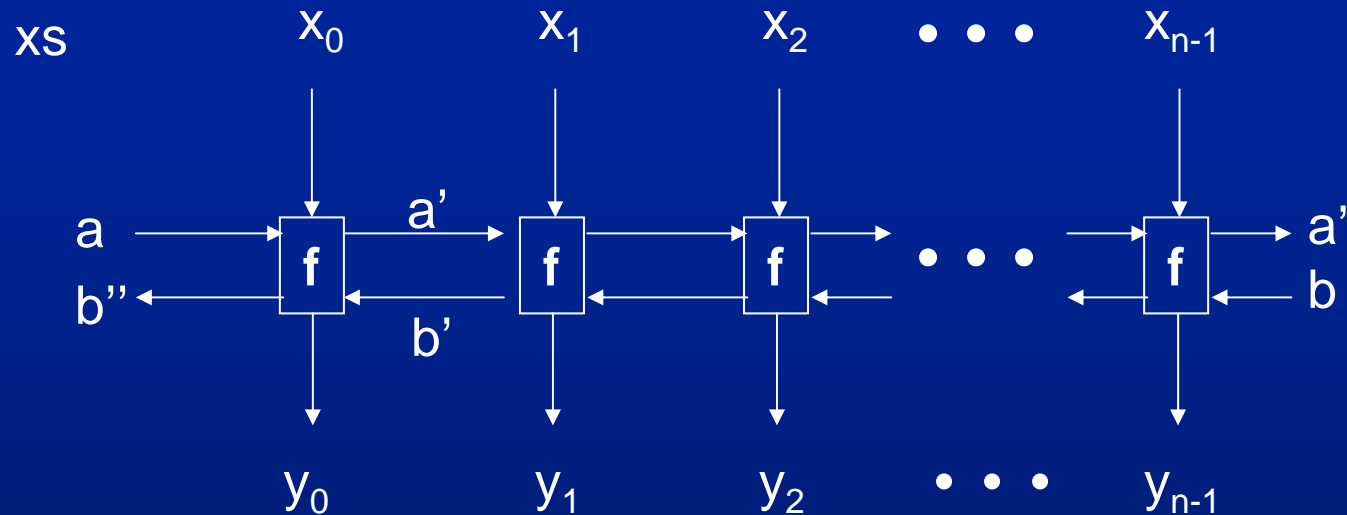 xs x₀ x₁ x₂ • • • xₙ₋₁
a a’ a’
f f f • • • f
b’’ b’ b
y₀ y₁ y₂ • • • yₙ₋₁